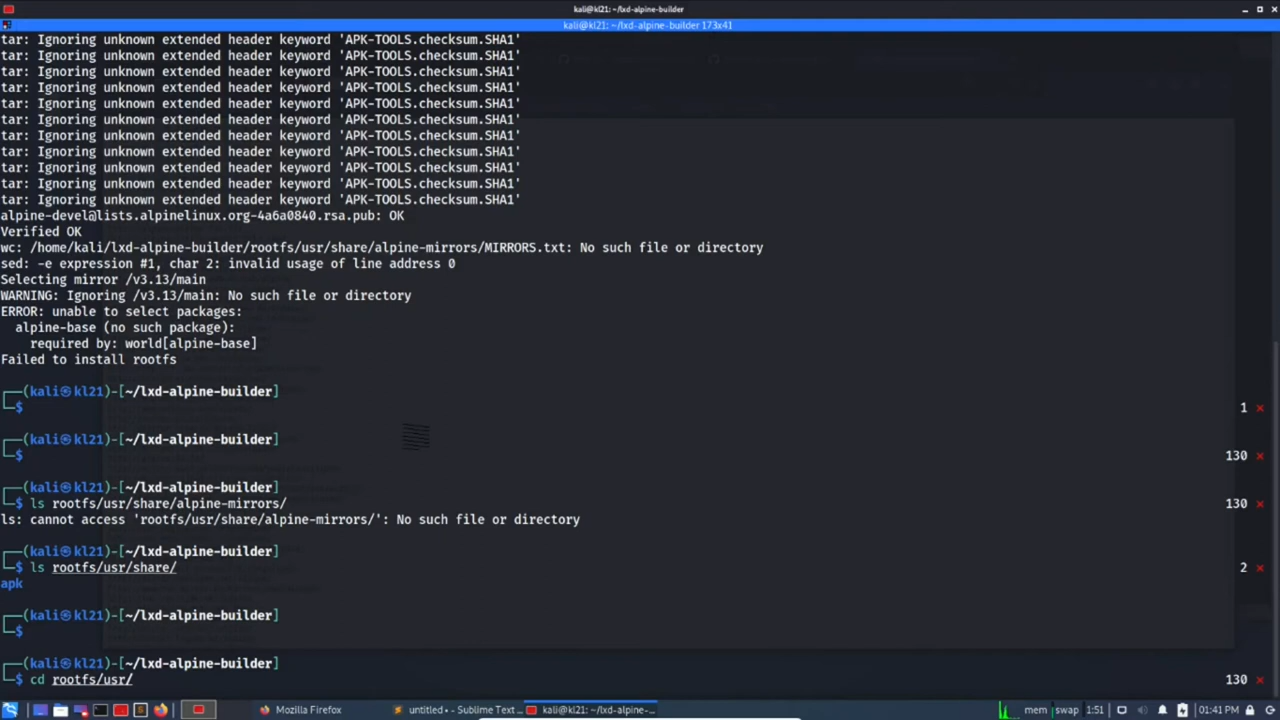 kali@kl21: ~/lxd-alpine-builder
kali@kl21: ~/lxd-alpine-builder 173x41
tar: Ignoring unknown extended header keyword 'APK-TOOLS.checksum.SHA1'
tar: Ignoring unknown extended header keyword 'APK-TOOLS.checksum.SHA1'
tar: Ignoring unknown extended header keyword 'APK-TOOLS.checksum.SHA1'
tar: Ignoring unknown extended header keyword 'APK-TOOLS.checksum.SHA1'
tar: Ignoring unknown extended header keyword 'APK-TOOLS.checksum.SHA1'
tar: Ignoring unknown extended header keyword 'APK-TOOLS.checksum.SHA1'
tar: Ignoring unknown extended header keyword 'APK-TOOLS.checksum.SHA1'
tar: Ignoring unknown extended header keyword 'APK-TOOLS.checksum.SHA1'
tar: Ignoring unknown extended header keyword 'APK-TOOLS.checksum.SHA1'
tar: Ignoring unknown extended header keyword 'APK-TOOLS.checksum.SHA1'
tar: Ignoring unknown extended header keyword 'APK-TOOLS.checksum.SHA1'
alpine-devel@lists.alpinelinux.org-4a6a0840.rsa.pub: OK
Verified OK
wc: /home/kali/lxd-alpine-builder/rootfs/usr/share/alpine-mirrors/MIRRORS.txt: No such file or directory
sed: -e expression #1, char 2: invalid usage of line address 0
Selecting mirror /v3.13/main
WARNING: Ignoring /v3.13/main: No such file or directory
ERROR: unable to select packages:
  alpine-base (no such package):
    required by: world[alpine-base]
Failed to install rootfs
┌──(kali㉿kl21)-[~/lxd-alpine-builder]
└─$ 1 ⨯
┌──(kali㉿kl21)-[~/lxd-alpine-builder]
└─$ 130 ⨯
┌──(kali㉿kl21)-[~/lxd-alpine-builder]
└─$ ls rootfs/usr/share/alpine-mirrors/ 130 ⨯
ls: cannot access 'rootfs/usr/share/alpine-mirrors/': No such file or directory
┌──(kali㉿kl21)-[~/lxd-alpine-builder]
└─$ ls rootfs/usr/share/ 2 ⨯
apk
┌──(kali㉿kl21)-[~/lxd-alpine-builder]
└─$
┌──(kali㉿kl21)-[~/lxd-alpine-builder]
└─$ cd rootfs/usr/ 130 ⨯
Mozilla Firefox untitled • - Sublime Text ... kali@kl21: ~/lxd-alpine-... mem swap 1:51 01:41 PM